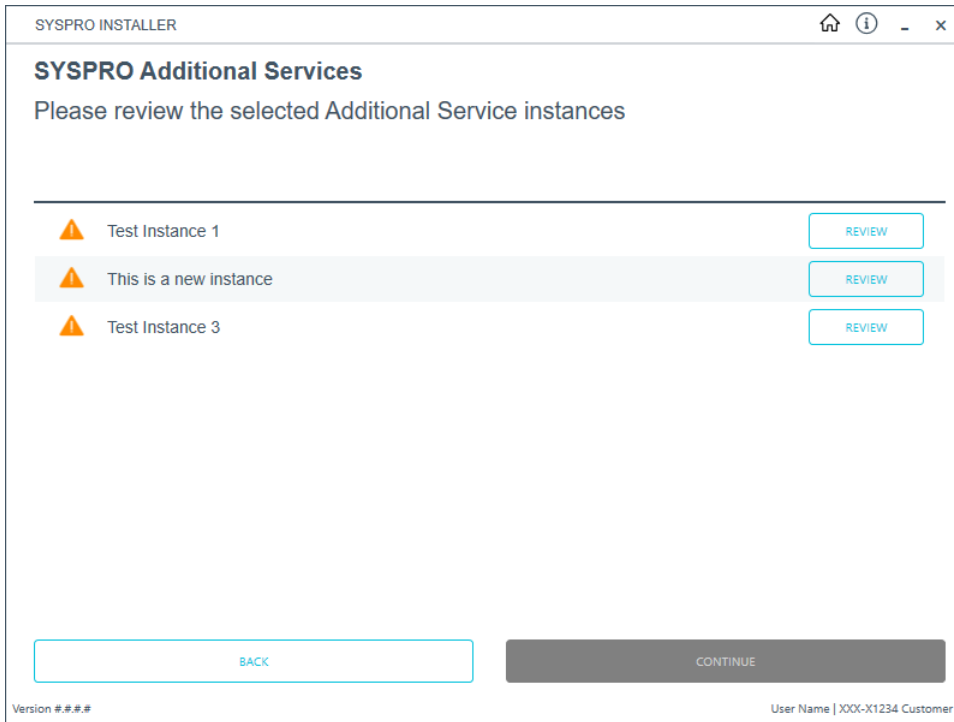 SYSPRO INSTALLER
SYSPRO Additional Services
Please review the selected Additional Service instances
Test Instance 1 REVIEW
This is a new instance REVIEW
Test Instance 3 REVIEW
BACK CONTINUE
Version #.#.#.# User Name | XXX-X1234 Customer